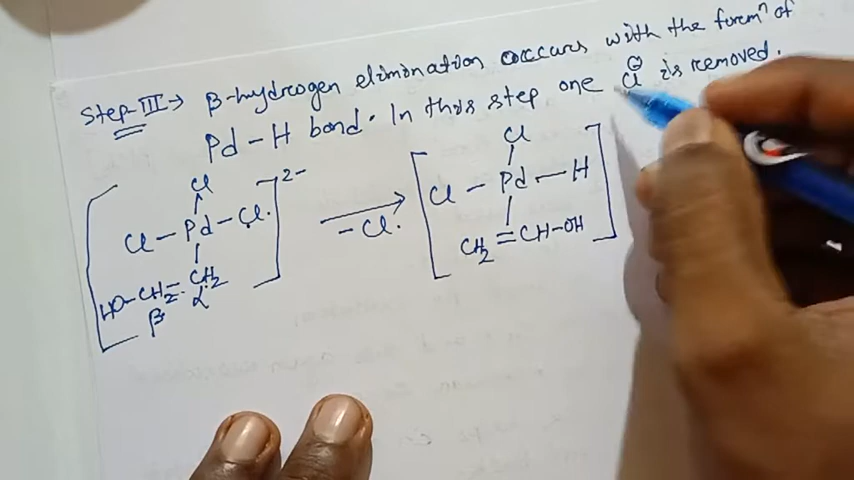 Step-III→ β-hydrogen elimination occurs with the formⁿ of
Pd-H bond. In this step one Cl⊖ is removed.
[ Cl
Cl - Pd - Cl.
HO-CH2=CH2
β α ]2-
-Cl.
[ Cl
Cl - Pd - H
CH2=CH-OH ]